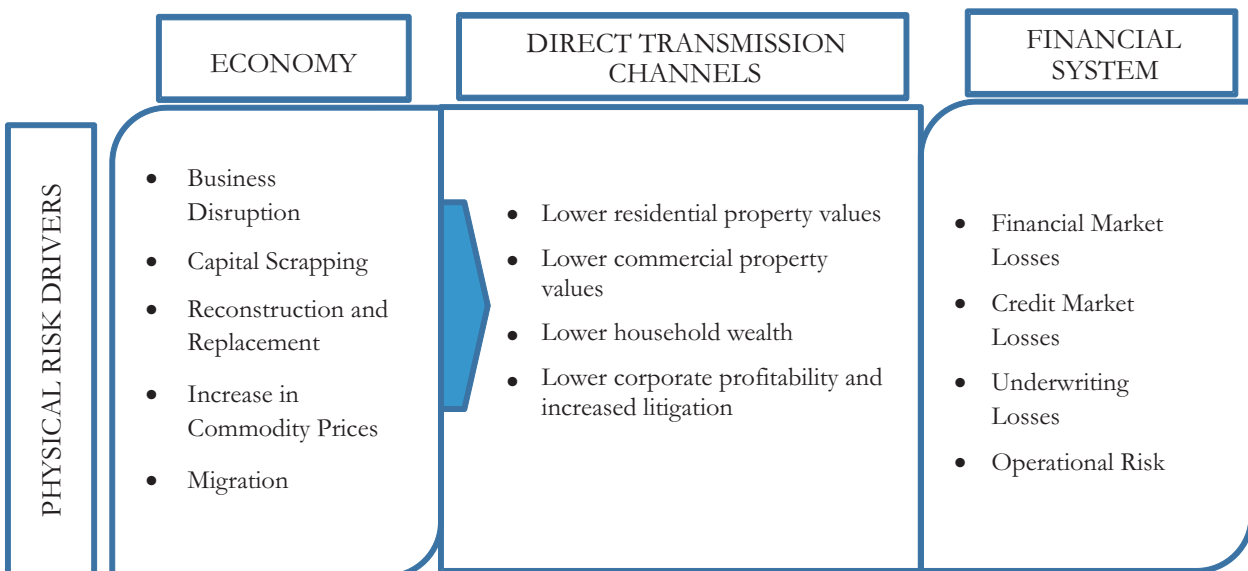 ECONOMY
DIRECT TRANSMISSION
CHANNELS
FINANCIAL
SYSTEM
PHYSICAL RISK DRIVERS
• Business
Disruption
• Capital Scrapping
• Reconstruction and
Replacement
• Increase in
Commodity Prices
• Migration
• Lower residential property values
• Lower commercial property
values
• Lower household wealth
• Lower corporate profitability and
increased litigation
• Financial Market
Losses
• Credit Market
Losses
• Underwriting
Losses
• Operational Risk